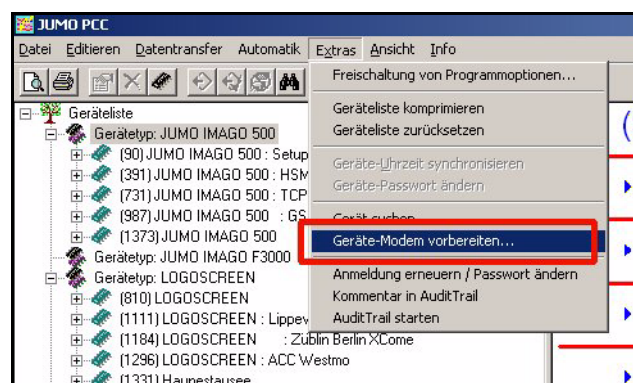 JUMO PCC
Datei Editieren Datentransfer Automatik Extras Ansicht Info
Freischaltung von Programmoptionen...
Geräteliste komprimieren
Geräteliste zurücksetzen
Geräte-Uhrzeit synchronisieren
Geräte-Passwort ändern
Gerät suchen
Geräte-Modem vorbereiten...
Anmeldung erneuern / Passwort ändern
Kommentar in AuditTrail
AuditTrail starten
Geräteliste
Gerätetyp: JUMO IMAGO 500
(90) JUMO IMAGO 500 : Setup
(391) JUMO IMAGO 500 : HSM
(731) JUMO IMAGO 500 : TCP
(987) JUMO IMAGO 500 : GS
(1373) JUMO IMAGO 500
Gerätetyp: JUMO IMAGO F3000
Gerätetyp: LOGOSCREEN
(810) LOGOSCREEN
(1111) LOGOSCREEN : Lippev
(1184) LOGOSCREEN : Züblin Berlin XCome
(1296) LOGOSCREEN : ACC Westmo
(1331) Haunestausee
(